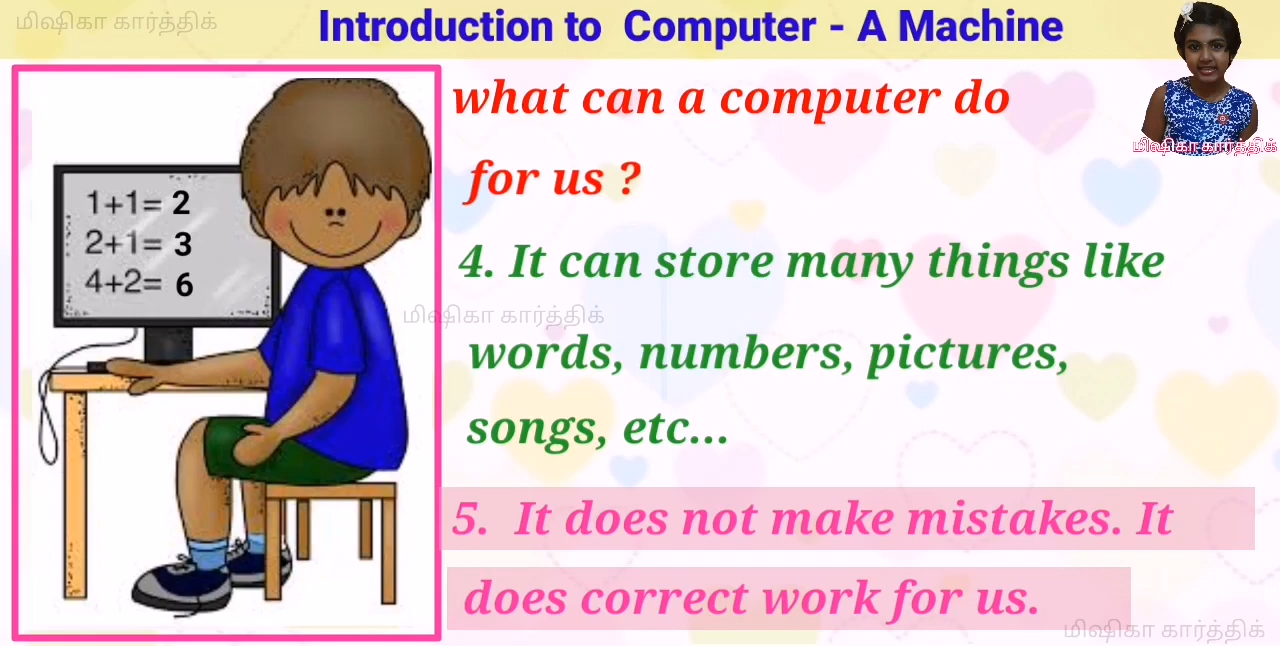 மிஷிகா கார்த்திக்
Introduction to Computer - A Machine
மிஷிகா கார்த்திக்
what can a computer do
for us ?
1+1= 2
2+1= 3
4+2= 6
4. It can store many things like
மிஷிகா கார்த்திக்
words, numbers, pictures,
songs, etc...
5. It does not make mistakes. It
does correct work for us.
மிஷிகா கார்த்திக்